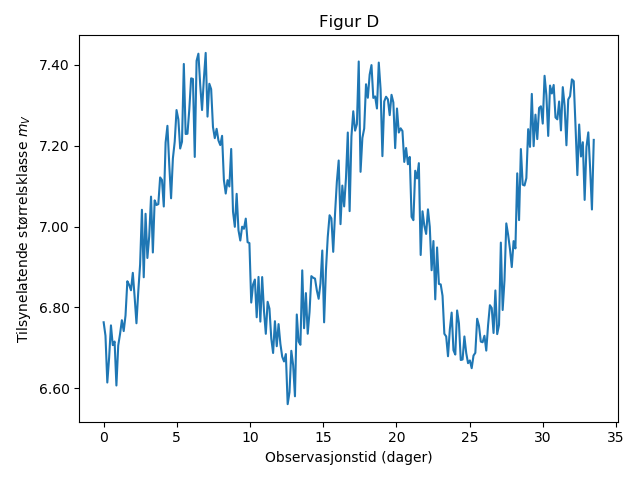 Figur D
Tilsynelatende størrelsklasse $m_V$
7.40
7.20
7.00
6.80
6.60
0 5 10 15 20 25 30 35
Observasjonstid (dager)